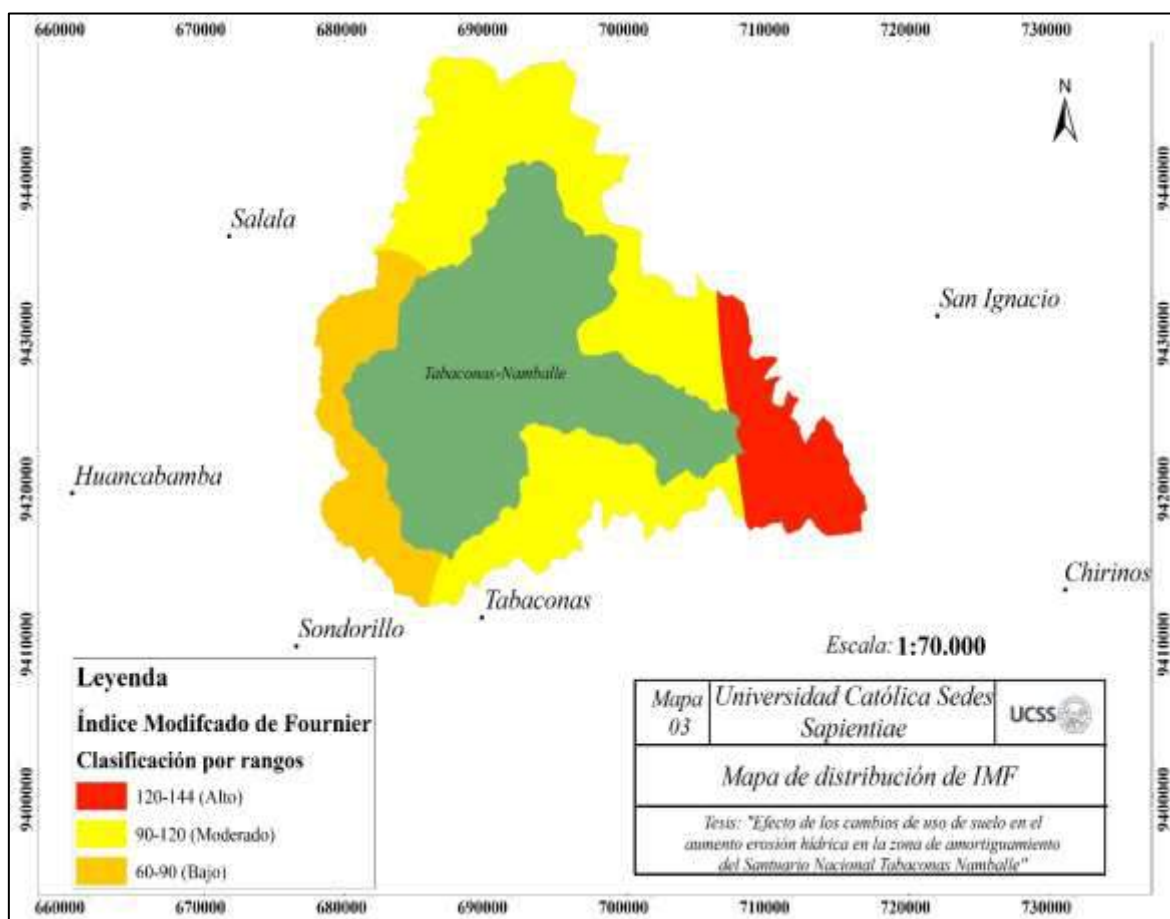 660000 670000 680000 690000 700000 710000 720000 730000
N
9440000
9440000
Salala
San Ignacio
9430000
9430000
Tabaconas-Namballe
Huancabamba
9420000
9420000
Chirinos
Tabaconas
Sondorillo
9410000
9410000
Escala: 1:70.000
Leyenda
Índice Modifcado de Fournier
Clasificación por rangos
120-144 (Alto)
90-120 (Moderado)
60-90 (Bajo)
Mapa
03
Universidad Católica Sedes
Sapientiae
UCSS
Mapa de distribución de IMF
Tesis: "Efecto de los cambios de uso de suelo en el
aumento erosión hídrica en la zona de amortiguamiento
del Santuario Nacional Tabaconas Namballe"
9400000
9400000
660000 670000 680000 690000 700000 710000 720000 730000